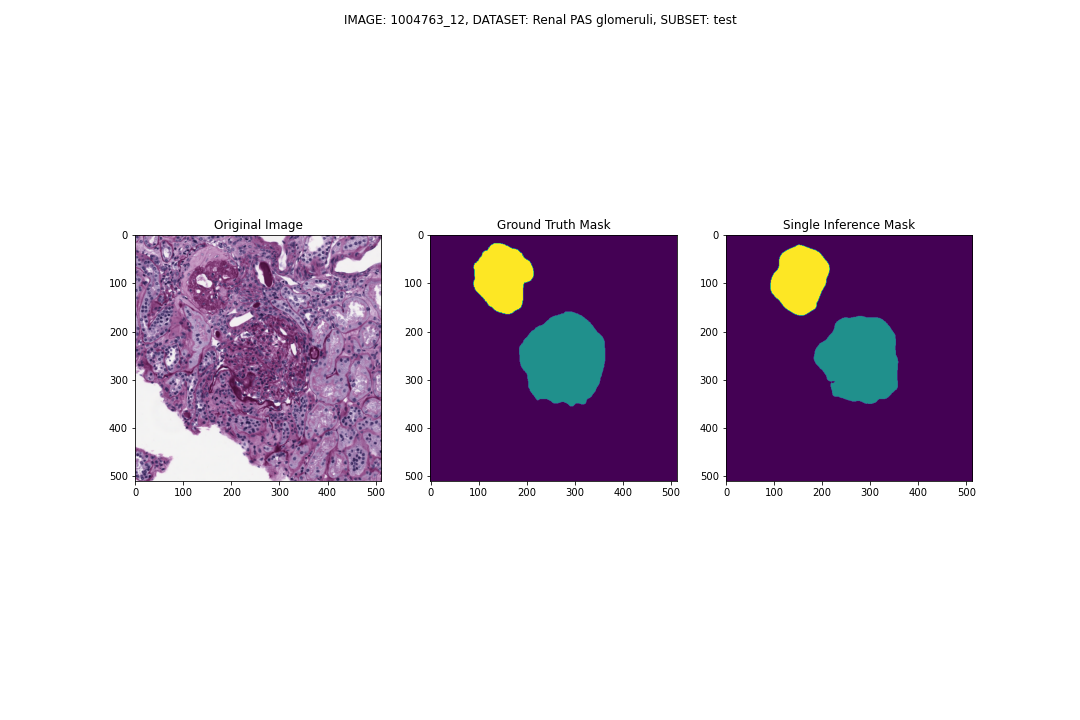 IMAGE: 1004763_12, DATASET: Renal PAS glomeruli, SUBSET: test
Original Image
Ground Truth Mask
Single Inference Mask
0
100
200
300
400
500
0 100 200 300 400 500
0
100
200
300
400
500
0 100 200 300 400 500
0
100
200
300
400
500
0 100 200 300 400 500